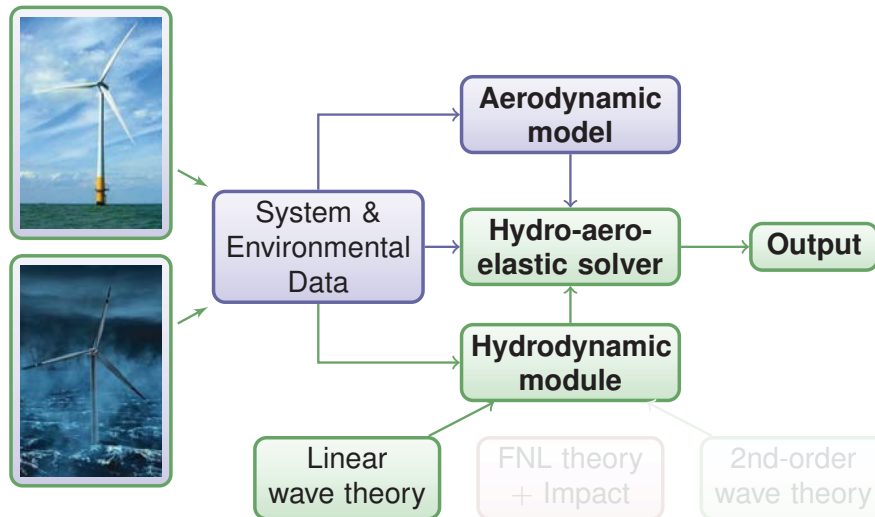 Aerodynamic
model
System &
Environmental
Data
Hydro-aero-
elastic solver
Output
Hydrodynamic
module
Linear
wave theory
FNL theory
+ Impact
2nd-order
wave theory